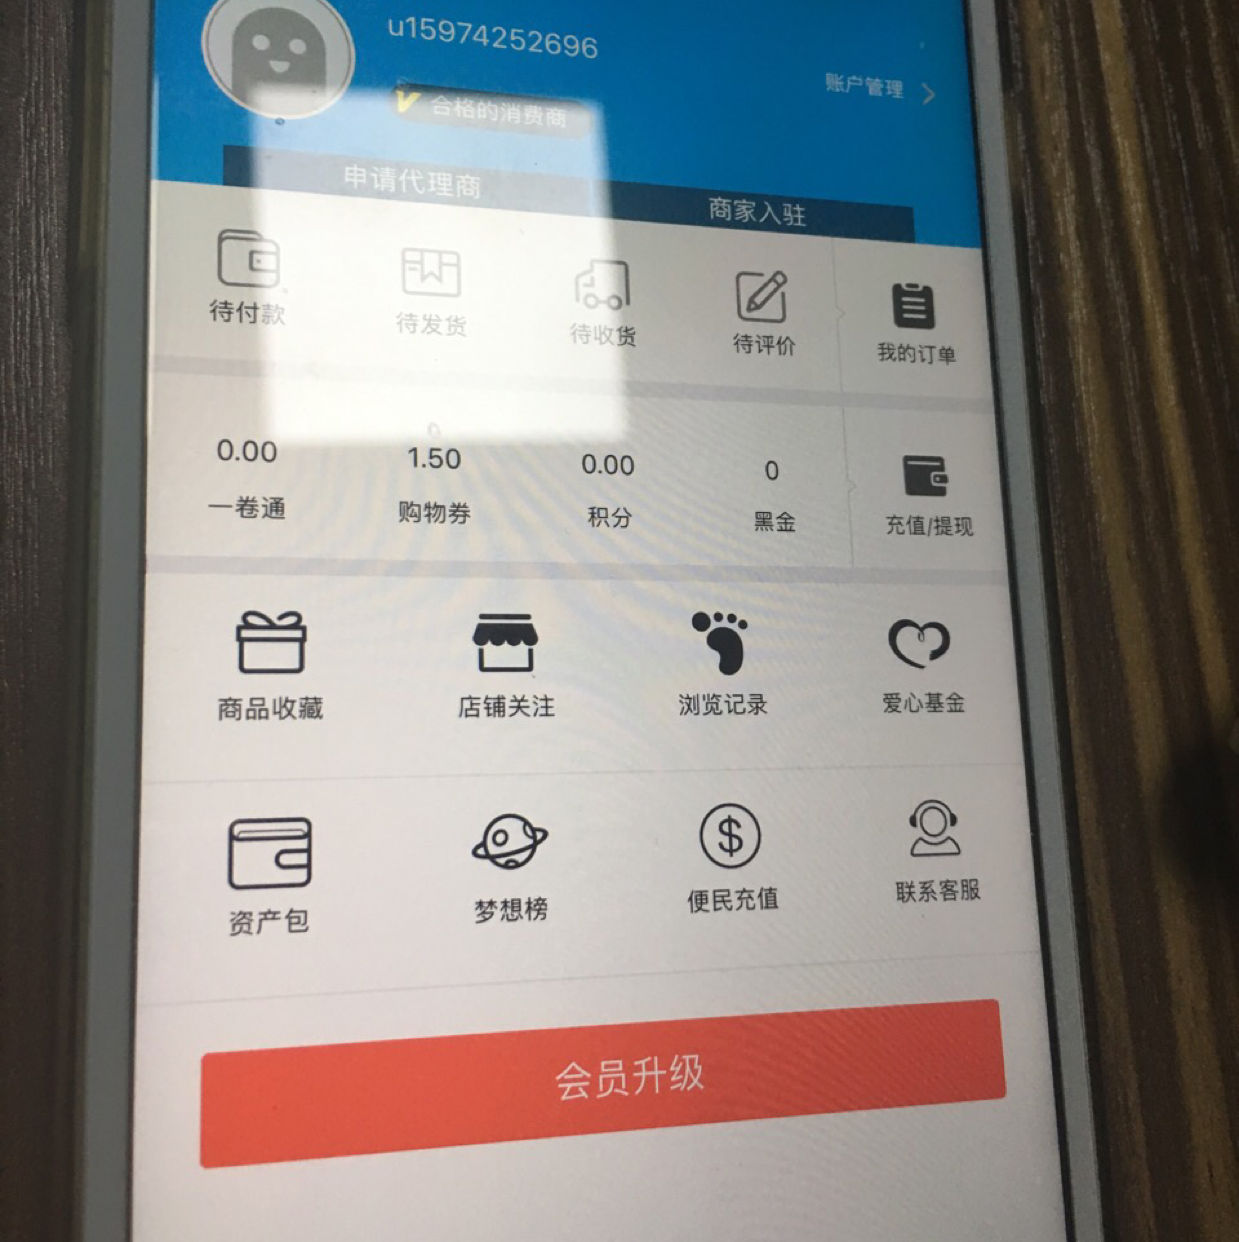 u15974252696
账户管理
合格的消费商
申请代理商
商家入驻
待付款
待发货
待收货
待评价
我的订单
0.00
1.50
0.00
0
一卷通
购物券
积分
黑金
充值/提现
商品收藏
店铺关注
浏览记录
爱心基金
资产包
梦想榜
便民充值
联系客服
会员升级